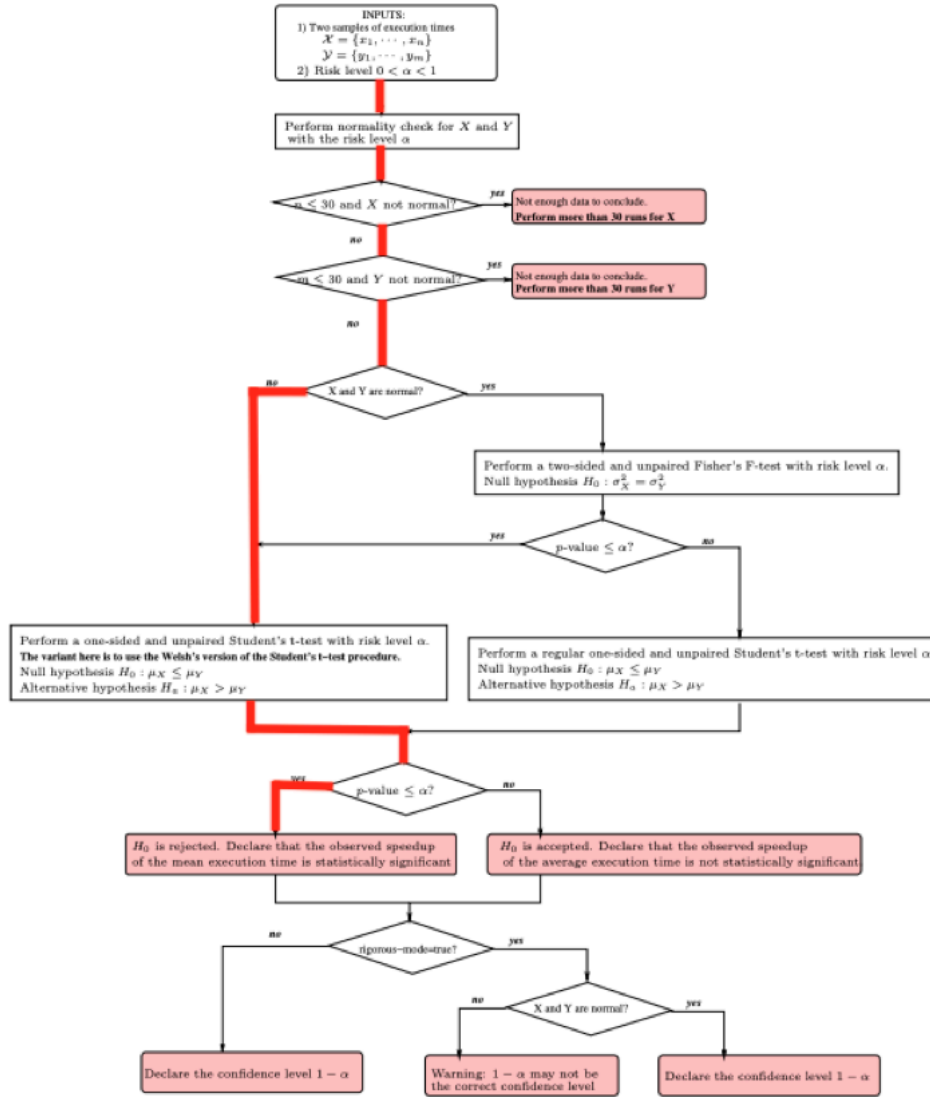 INPUTS:
1) Two samples of execution times
𝒳 = {x₁, ⋯ , xₙ}
𝒴 = {y₁, ⋯ , yₘ}
2) Risk level 0 < α < 1
Perform normality check for X and Y
with the risk level α
n ≤ 30 and X not normal?
yes
Not enough data to conclude.
Perform more than 30 runs for X
no
m ≤ 30 and Y not normal?
yes
Not enough data to conclude.
Perform more than 30 runs for Y
no
no
X and Y are normal?
yes
Perform a two-sided and unpaired Fisher's F-test with risk level α.
Null hypothesis H₀ : σ²_X = σ²_Y
yes
p-value ≤ α?
no
Perform a one-sided and unpaired Student's t-test with risk level α.
The variant here is to use the Welsh's version of the Student's t-test procedure.
Null hypothesis H₀ : μ_X ≤ μ_Y
Alternative hypothesis Hₐ : μ_X > μ_Y
Perform a regular one-sided and unpaired Student's t-test with risk level α
Null hypothesis H₀ : μ_X ≤ μ_Y
Alternative hypothesis Hₐ : μ_X > μ_Y
yes
p-value ≤ α?
no
H₀ is rejected. Declare that the observed speedup
of the mean execution time is statistically significant
H₀ is accepted. Declare that the observed speedup
of the average execution time is not statistically significant.
no
rigorous-mode=true?
yes
no
X and Y are normal?
yes
Declare the confidence level 1 − α
Warning: 1 − α may not be
the correct confidence level
Declare the confidence level 1 − α